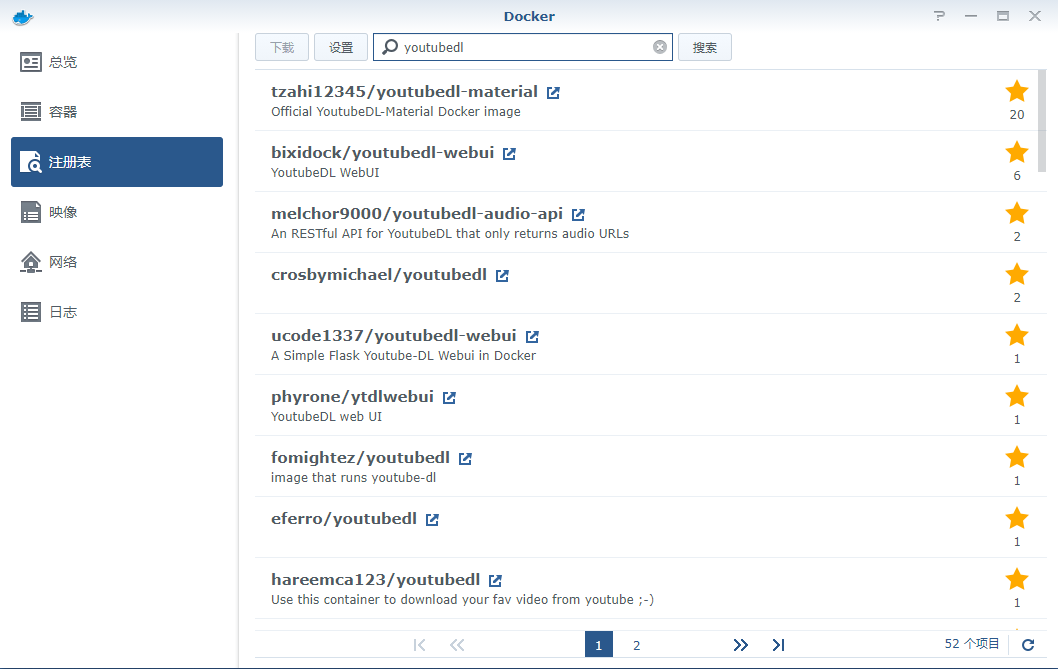 Docker
总览
容器
注册表
映像
网络
日志
下载 设置 youtubedl 搜索
tzahi12345/youtubedl-material
Official YoutubeDL-Material Docker image
20
bixidock/youtubedl-webui
YoutubeDL WebUI
6
melchor9000/youtubedl-audio-api
An RESTful API for YoutubeDL that only returns audio URLs
2
crosbymichael/youtubedl
2
ucode1337/youtubedl-webui
A Simple Flask Youtube-DL Webui in Docker
1
phyrone/ytdlwebui
YoutubeDL web UI
1
fomightez/youtubedl
image that runs youtube-dl
1
eferro/youtubedl
1
hareemca123/youtubedl
Use this container to download your fav video from youtube ;-)
1
1 2 52 个项目